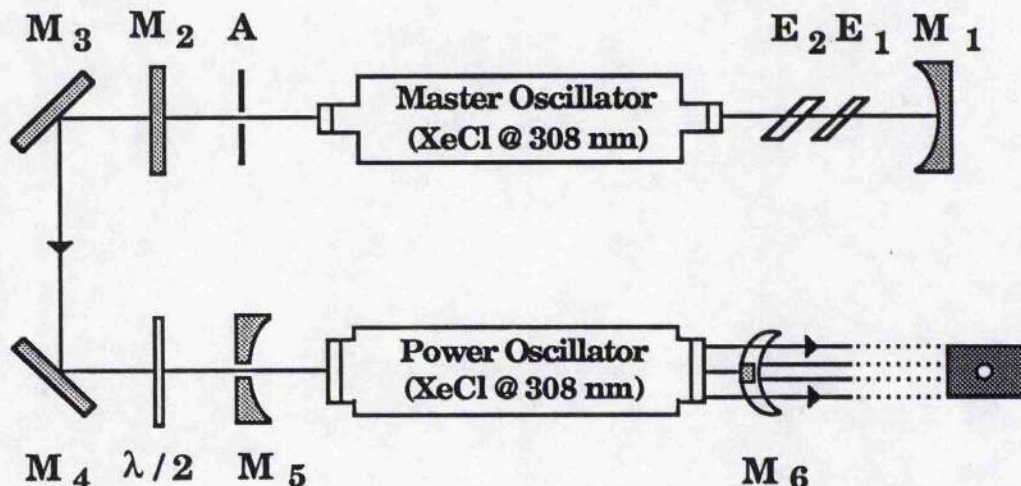 M 3 M 2 A E 2 E 1 M 1
Master Oscillator
(XeCl @ 308 nm)
Power Oscillator
(XeCl @ 308 nm)
M 4 λ / 2 M 5 M 6